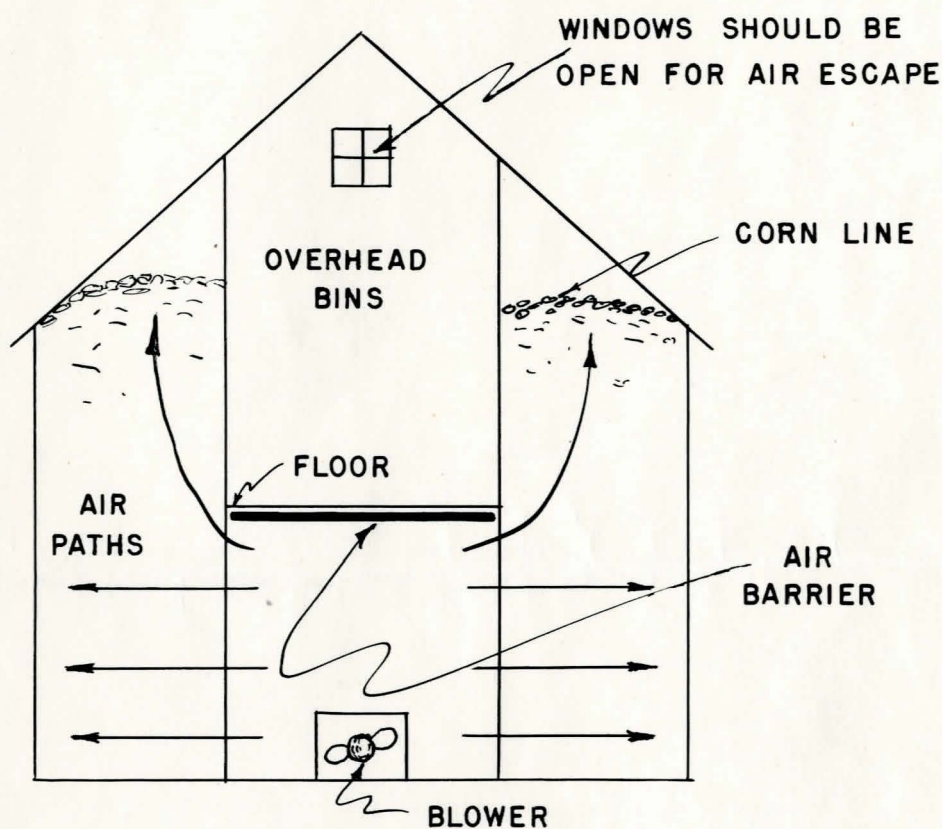 WINDOWS SHOULD BE
OPEN FOR AIR ESCAPE
CORN LINE
OVERHEAD
BINS
FLOOR
AIR
PATHS
AIR
BARRIER
BLOWER